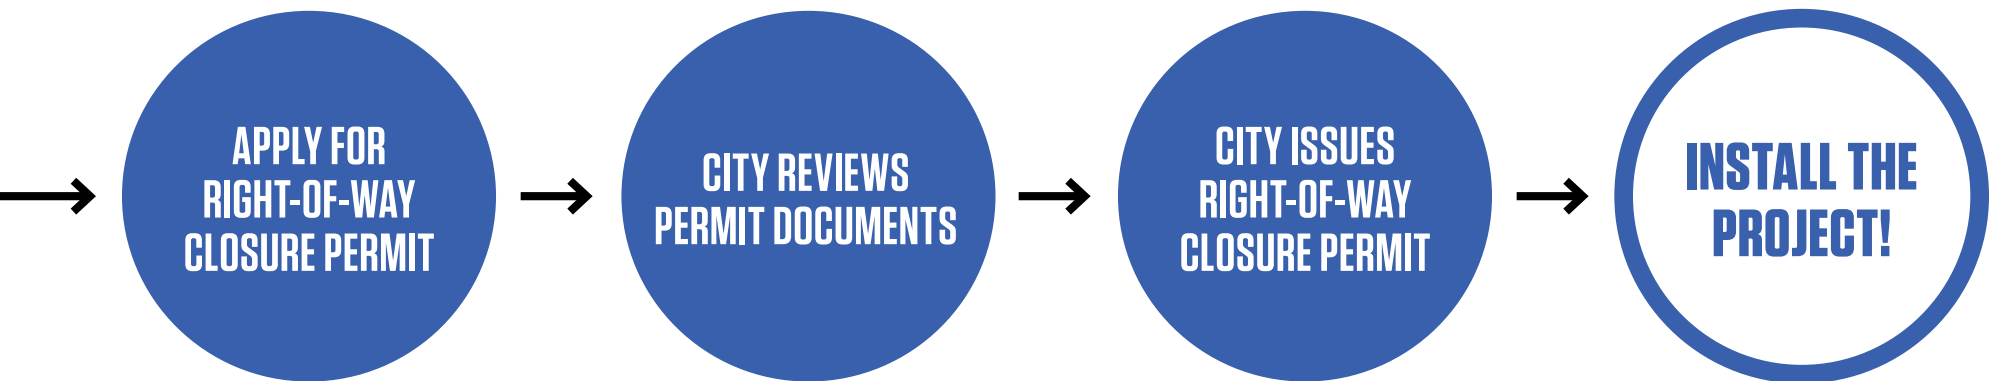 APPLY FOR
RIGHT-OF-WAY
CLOSURE PERMIT
CITY REVIEWS
PERMIT DOCUMENTS
CITY ISSUES
RIGHT-OF-WAY
CLOSURE PERMIT
INSTALL THE
PROJECT!